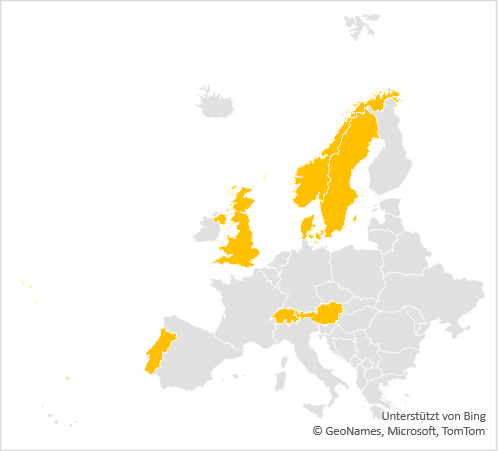 Unterstützt von Bing
© GeoNames, Microsoft, TomTom